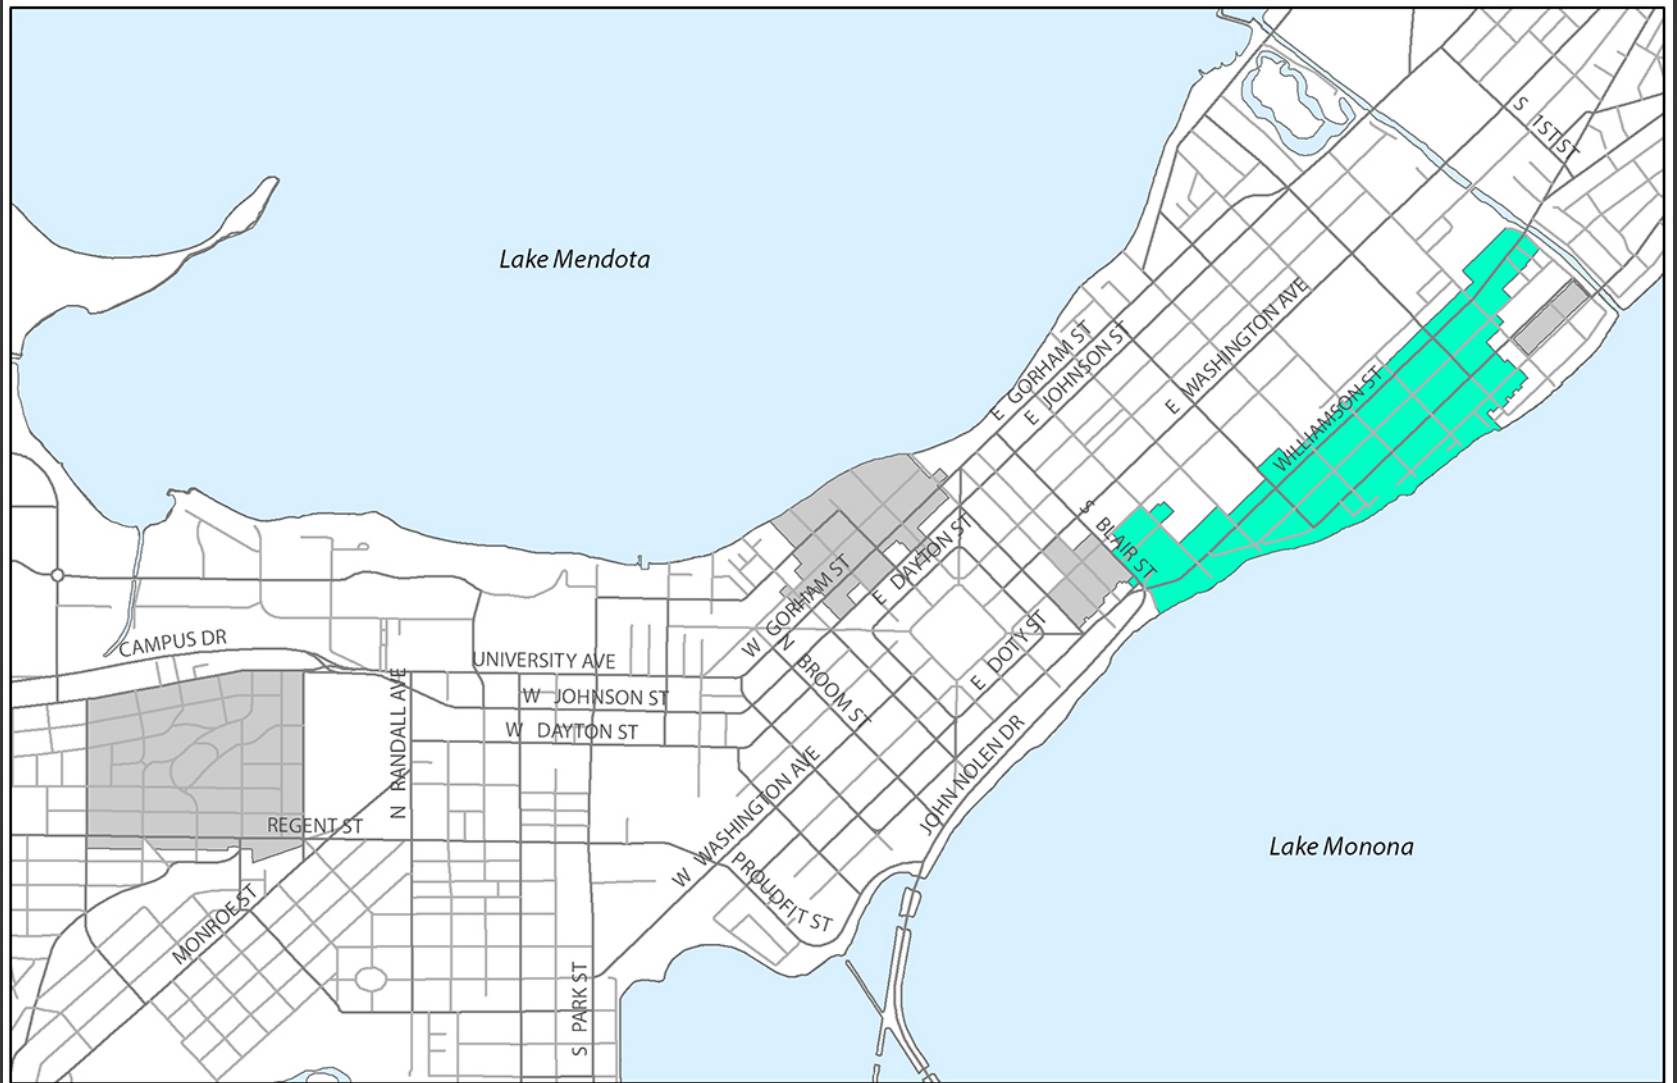 S 1ST ST
Lake Mendota
E GORHAM ST
E JOHNSON ST
E WASHINGTON AVE
WILLIAMSON ST
S BLAIR ST
E DAYTON ST
W GORHAM ST
CAMPUS DR
UNIVERSITY AVE
N BROOM ST
E DOTY ST
W JOHNSON ST
W DAYTON ST
N RANDALL AVE
JOHN NOLEN DR
W WASHINGTON AVE
REGENT ST
Lake Monona
PROUDFIT ST
MONROE ST
S PARK ST